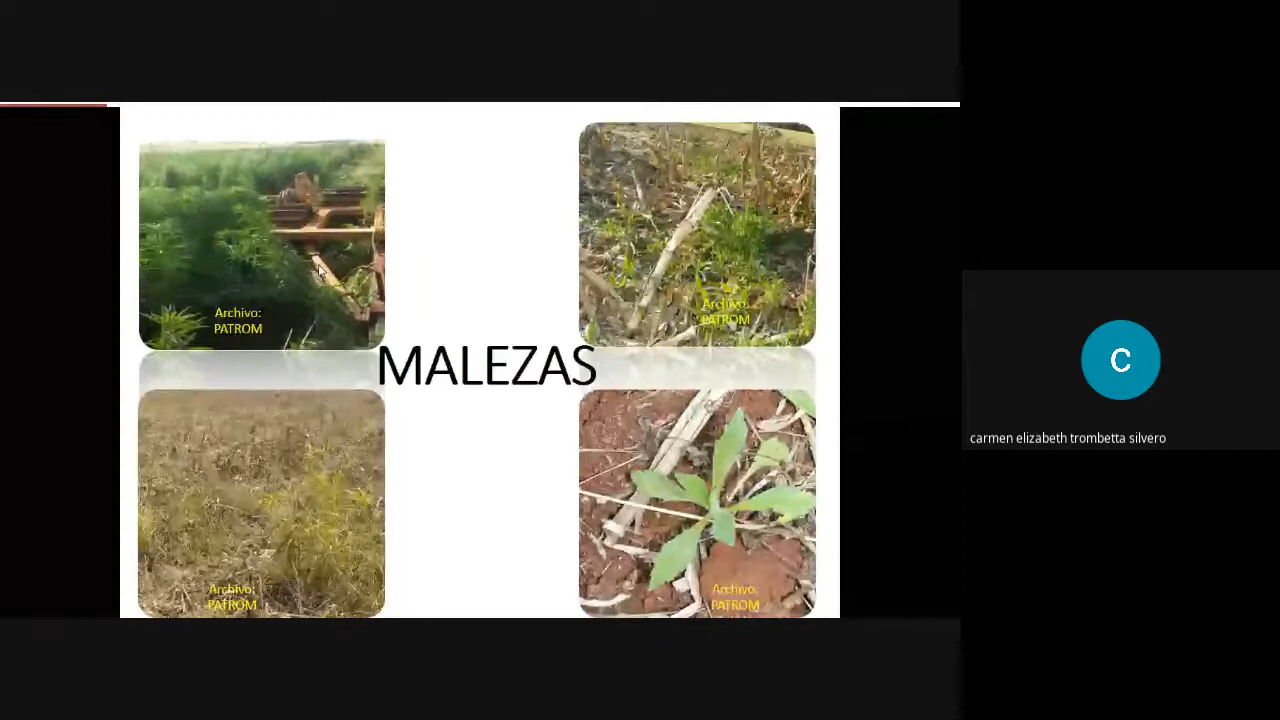 Archivo:
PATROM
Archivo:
PATROM
MALEZAS
Archivo:
PATROM
Archivo:
PATROM
C
carmen elizabeth trombetta silvero